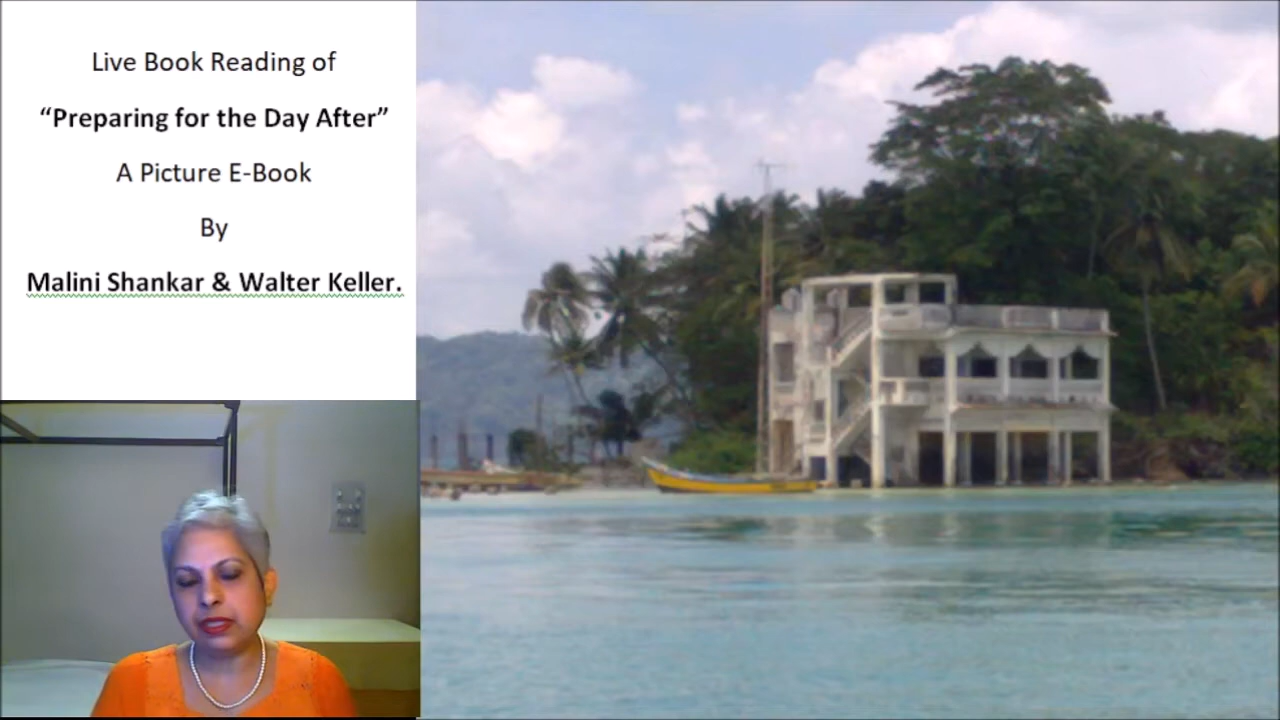 Live Book Reading of
“Preparing for the Day After”
A Picture E-Book
By
Malini Shankar & Walter Keller.